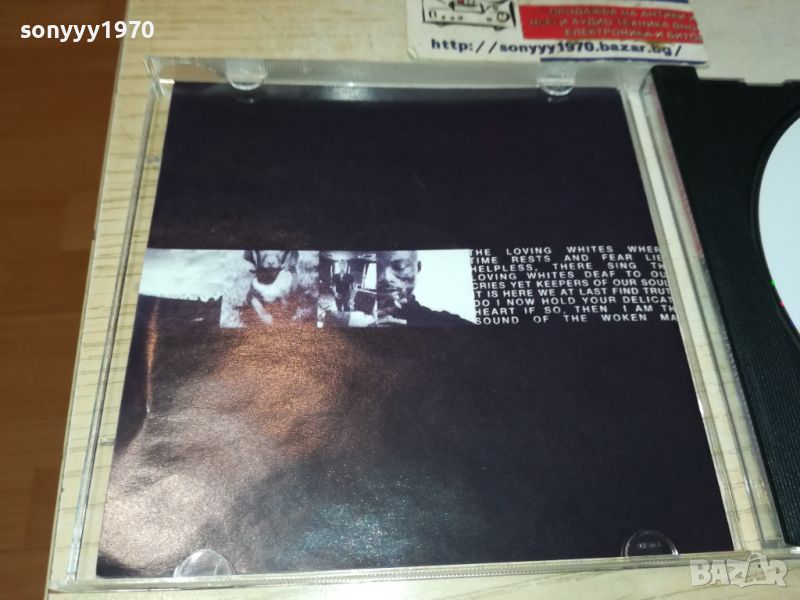 sonyyy1970
ПРОДАЖБА НА АНТИКИ
И АУДИО ТЕХНИКА
ЕЛЕКТРОНИКА И БИТОВ
http://sonyyy1970.bazar.bg/
THE LOVING WHITES WHER
TIME RESTS AND FEAR LIE
HELPLESS, THERE SING TH
LOVING WHITES DEAF TO OU
CRIES YET KEEPERS OF OUR SOUL
IT IS HERE WE AT LAST FIND TRUT
DO I NOW HOLD YOUR DELICAT
HEART IF SO, THEN I AM TH
SOUND OF THE WOKEN MA
sonyyy1970
BAZAR